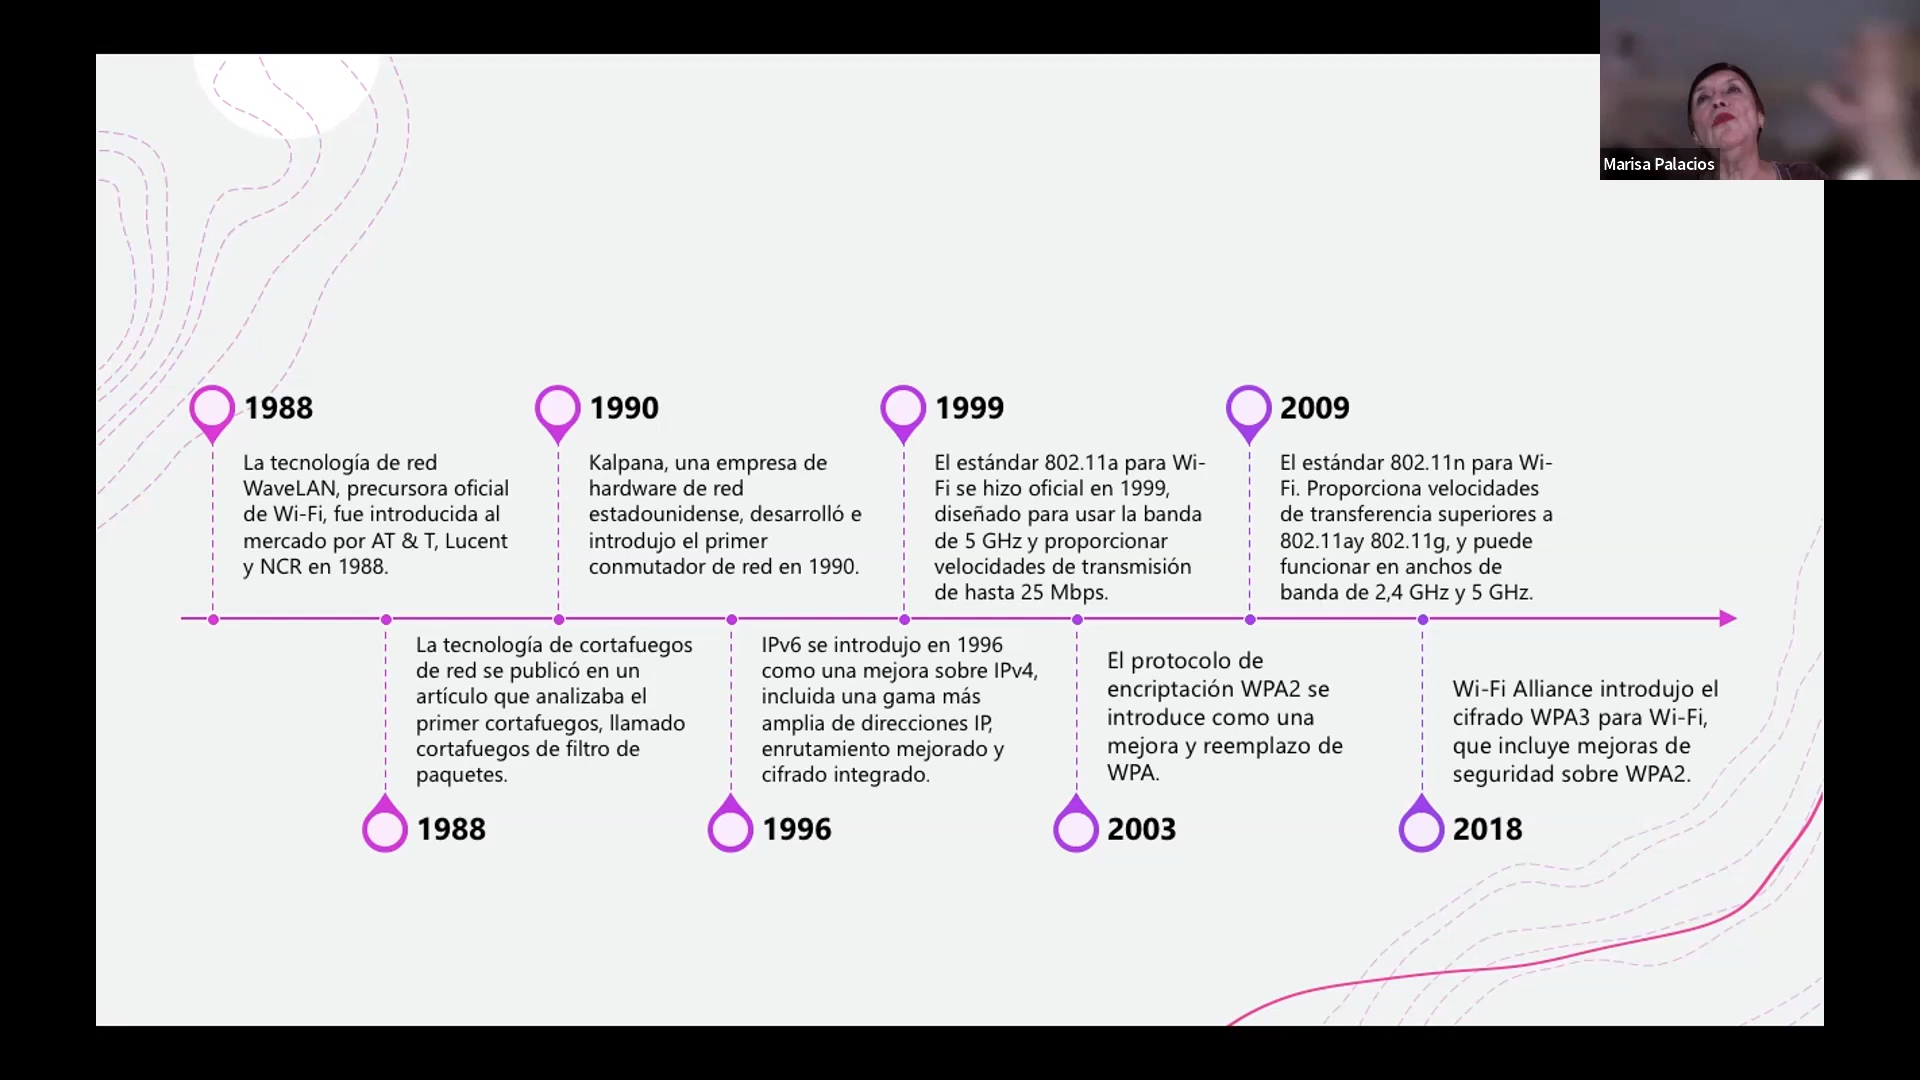 Marisa Palacios
1988
La tecnología de red
WaveLAN, precursora oficial
de Wi-Fi, fue introducida al
mercado por AT & T, Lucent
y NCR en 1988.
1990
Kalpana, una empresa de
hardware de red
estadounidense, desarrolló e
introdujo el primer
conmutador de red en 1990.
1999
El estándar 802.11a para Wi-
Fi se hizo oficial en 1999,
diseñado para usar la banda
de 5 GHz y proporcionar
velocidades de transmisión
de hasta 25 Mbps.
2009
El estándar 802.11n para Wi-
Fi. Proporciona velocidades
de transferencia superiores a
802.11ay 802.11g, y puede
funcionar en anchos de
banda de 2,4 GHz y 5 GHz.
La tecnología de cortafuegos
de red se publicó en un
artículo que analizaba el
primer cortafuegos, llamado
cortafuegos de filtro de
paquetes.
1988
IPv6 se introdujo en 1996
como una mejora sobre IPv4,
incluida una gama más
amplia de direcciones IP,
enrutamiento mejorado y
cifrado integrado.
1996
El protocolo de
encriptación WPA2 se
introduce como una
mejora y reemplazo de
WPA.
2003
Wi-Fi Alliance introdujo el
cifrado WPA3 para Wi-Fi,
que incluye mejoras de
seguridad sobre WPA2.
2018